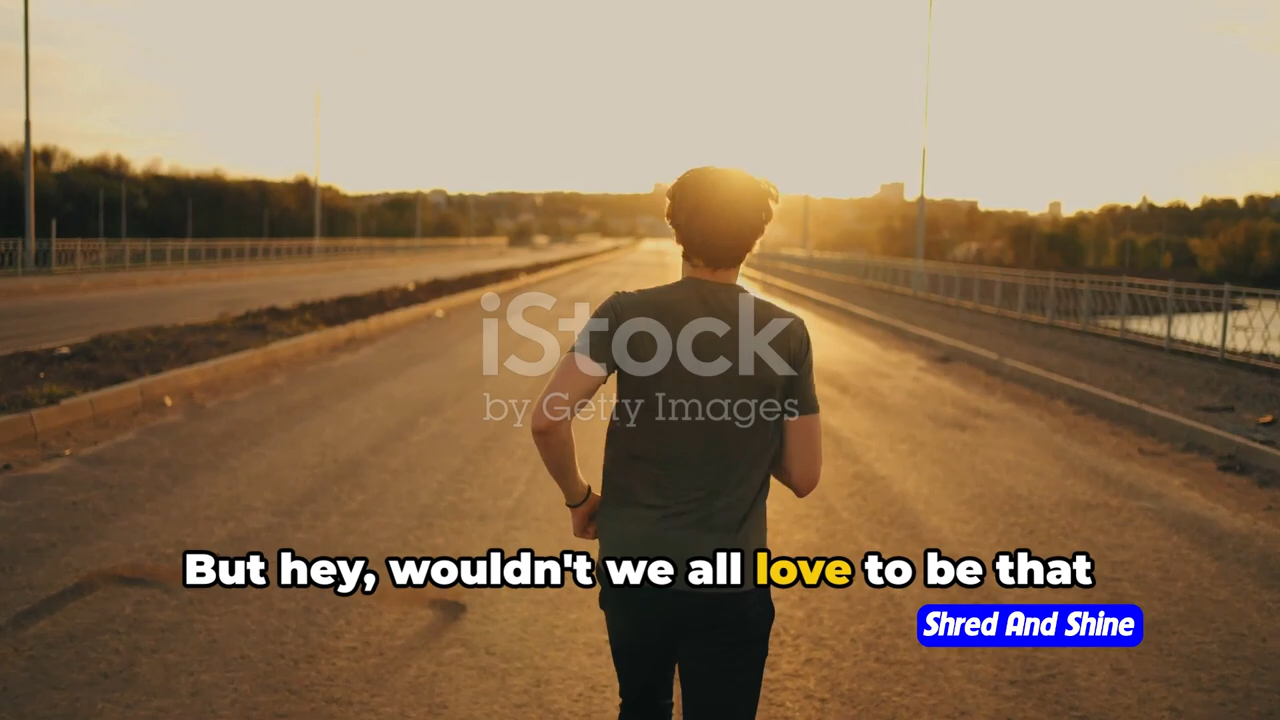 iStock
by Getty Images
But hey, wouldn't we all love to be that
Shred And Shine